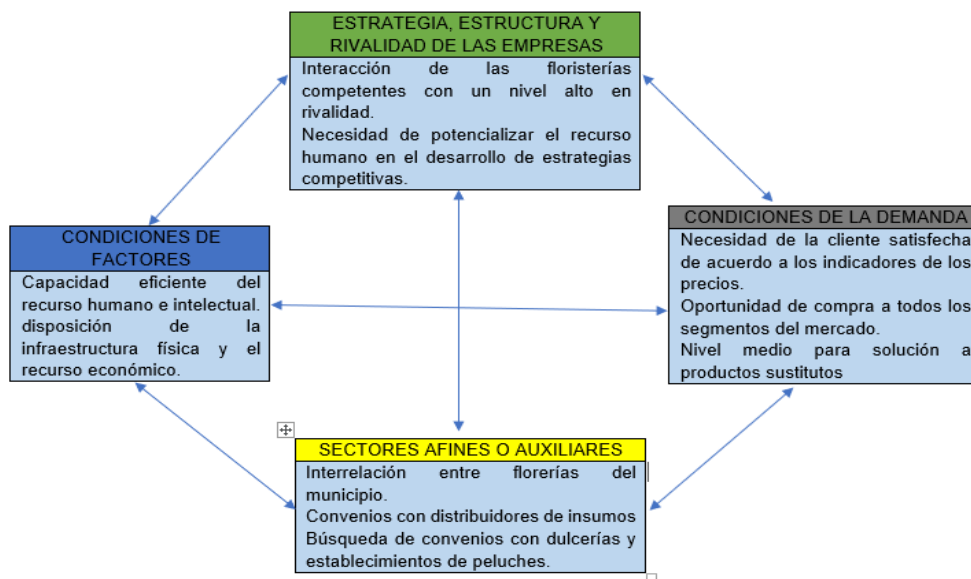 ESTRATEGIA, ESTRUCTURA Y
RIVALIDAD DE LAS EMPRESAS
Interacción de las floristerías
competentes con un nivel alto en
rivalidad.
Necesidad de potencializar el recurso
humano en el desarrollo de estrategias
competitivas.
CONDICIONES DE
FACTORES
Capacidad eficiente del
recurso humano e intelectual.
disposición de la
infraestructura física y el
recurso económico.
CONDICIONES DE LA DEMANDA
Necesidad de la cliente satisfecha
de acuerdo a los indicadores de los
precios.
Oportunidad de compra a todos los
segmentos del mercado.
Nivel medio para solución a
productos sustitutos
SECTORES AFINES O AUXILIARES
Interrelación entre florerías del
municipio.
Convenios con distribuidores de insumos
Búsqueda de convenios con dulcerías y
establecimientos de peluches.